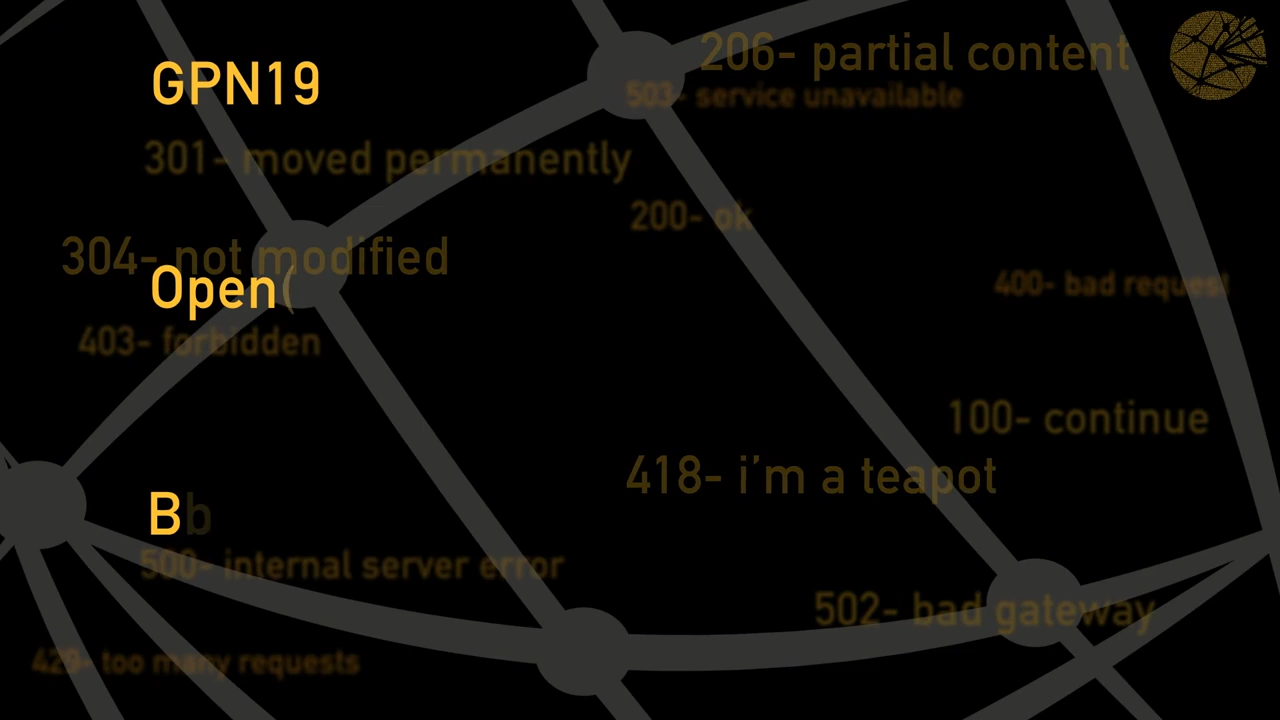 GPN19
206- partial content
503- service unavailable
301- moved permanently
200- ok
304- not modified
Open(
400- bad request
403- forbidden
100- continue
418- i'm a teapot
Bb
500- internal server error
502- bad gateway
429- too many requests